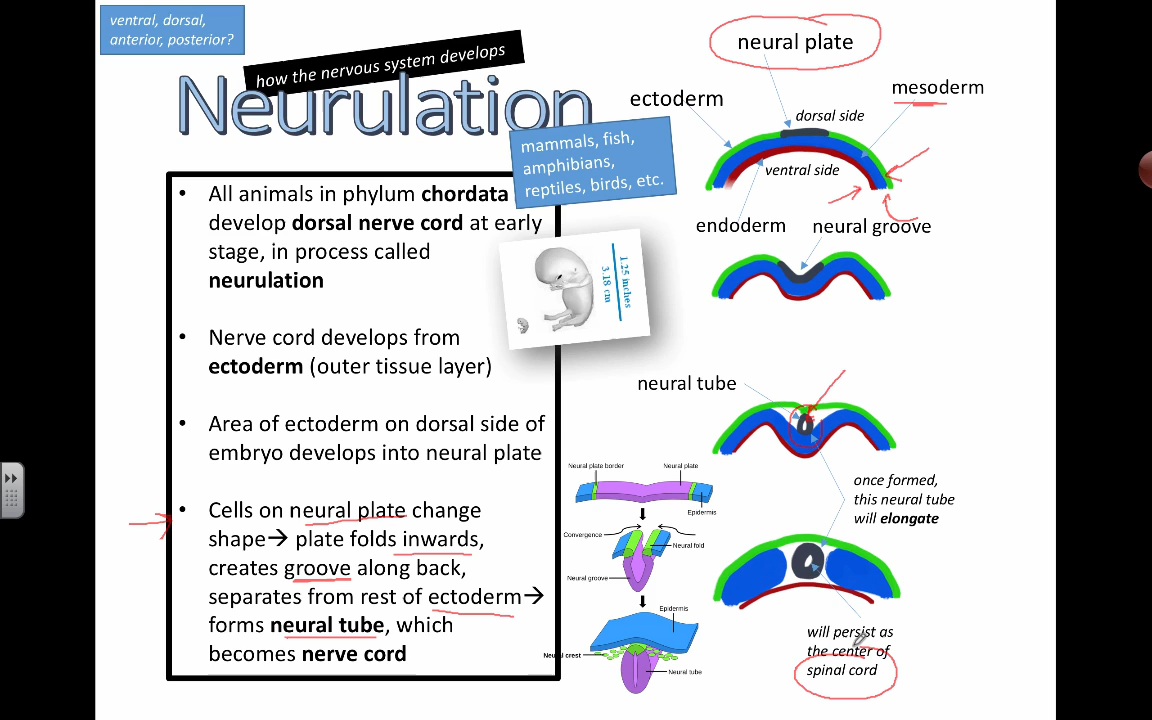 ventral, dorsal,
anterior, posterior?
how the nervous system develops
Neurulation
mammals, fish,
amphibians,
reptiles, birds, etc.
• All animals in phylum chordata
develop dorsal nerve cord at early
stage, in process called
neurulation
• Nerve cord develops from
ectoderm (outer tissue layer)
• Area of ectoderm on dorsal side of
embryo develops into neural plate
• Cells on neural plate change
shape→ plate folds inwards,
creates groove along back,
separates from rest of ectoderm→
forms neural tube, which
becomes nerve cord
1.25 inches
3.18 cm
neural plate
ectoderm
mesoderm
dorsal side
ventral side
endoderm
neural groove
neural tube
once formed,
this neural tube
will elongate
will persist as
the center of
spinal cord
Neural plate border
Neural plate
Epidermis
Convergence
Neural fold
Neural groove
Epidermis
Neural crest
Neural tube